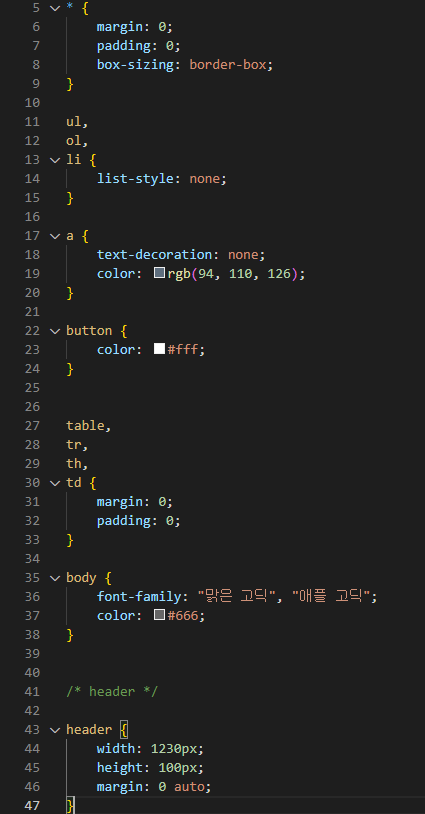 5 * {
6 margin: 0;
7 padding: 0;
8 box-sizing: border-box;
9 }
10
11 ul,
12 ol,
13 li {
14 list-style: none;
15 }
16
17 a {
18 text-decoration: none;
19 color: rgb(94, 110, 126);
20 }
21
22 button {
23 color: #fff;
24 }
25
26
27 table,
28 tr,
29 th,
30 td {
31 margin: 0;
32 padding: 0;
33 }
34
35 body {
36 font-family: "맑은 고딕", "애플 고딕";
37 color: #666;
38 }
39
40
41 /* header */
42
43 header {
44 width: 1230px;
45 height: 100px;
46 margin: 0 auto;
47 }